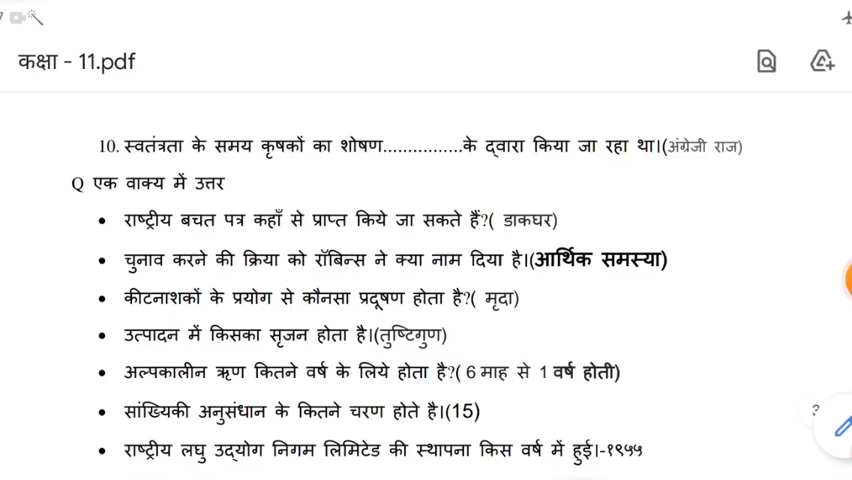 कक्षा - 11.pdf
10. स्वतंत्रता के समय कृषकों का शोषण................के द्वारा किया जा रहा था।(अंग्रेजी राज)
Q एक वाक्य में उत्तर
• राष्ट्रीय बचत पत्र कहाँ से प्राप्त किये जा सकते हैं?( डाकघर)
• चुनाव करने की क्रिया को रॉबिन्स ने क्या नाम दिया है।(आर्थिक समस्या)
• कीटनाशकों के प्रयोग से कौनसा प्रदूषण होता है?( मृदा)
• उत्पादन में किसका सृजन होता है।(तुष्टिगुण)
• अल्पकालीन ऋण कितने वर्ष के लिये होता है?( 6 माह से 1 वर्ष होती)
• सांख्यिकी अनुसंधान के कितने चरण होते है।(15)
• राष्ट्रीय लघु उद्योग निगम लिमिटेड की स्थापना किस वर्ष में हुई।-१९५५